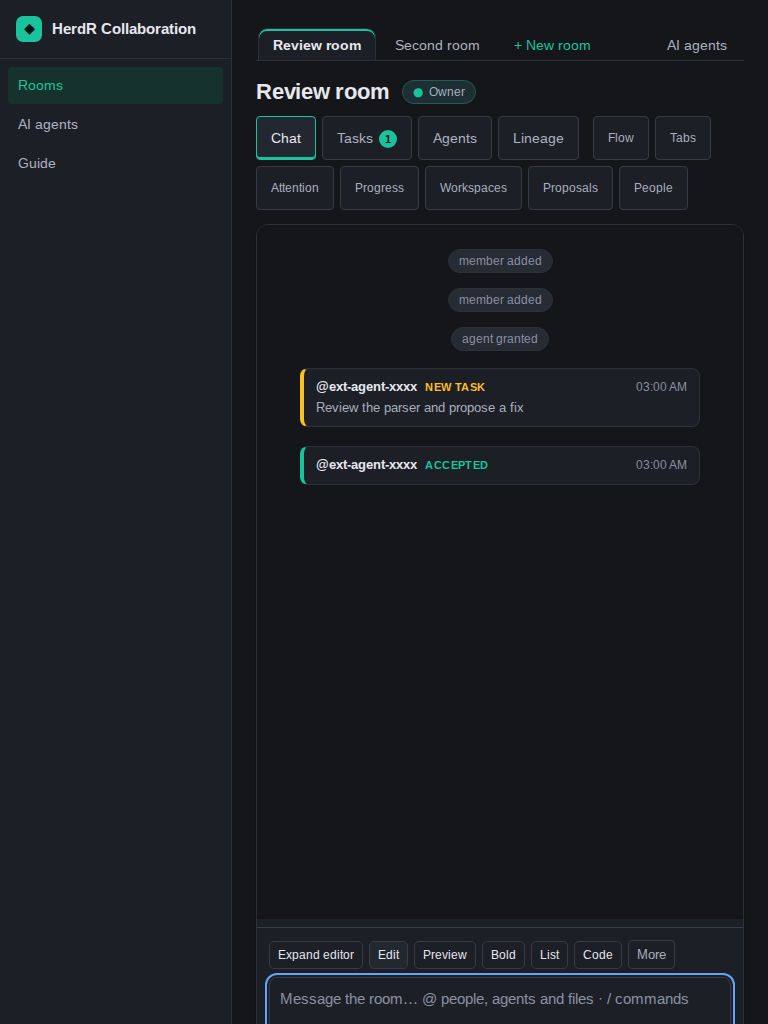 HerdR Collaboration
Rooms
AI agents
Guide
Review room Second room + New room AI agents
Review room Owner
Chat Tasks 1 Agents Lineage Flow Tabs
Attention Progress Workspaces Proposals People
member added
member added
agent granted
@ext-agent-xxxx NEW TASK 03:00 AM
Review the parser and propose a fix
@ext-agent-xxxx ACCEPTED 03:00 AM
Expand editor Edit Preview Bold List Code More
Message the room… @ people, agents and files · / commands